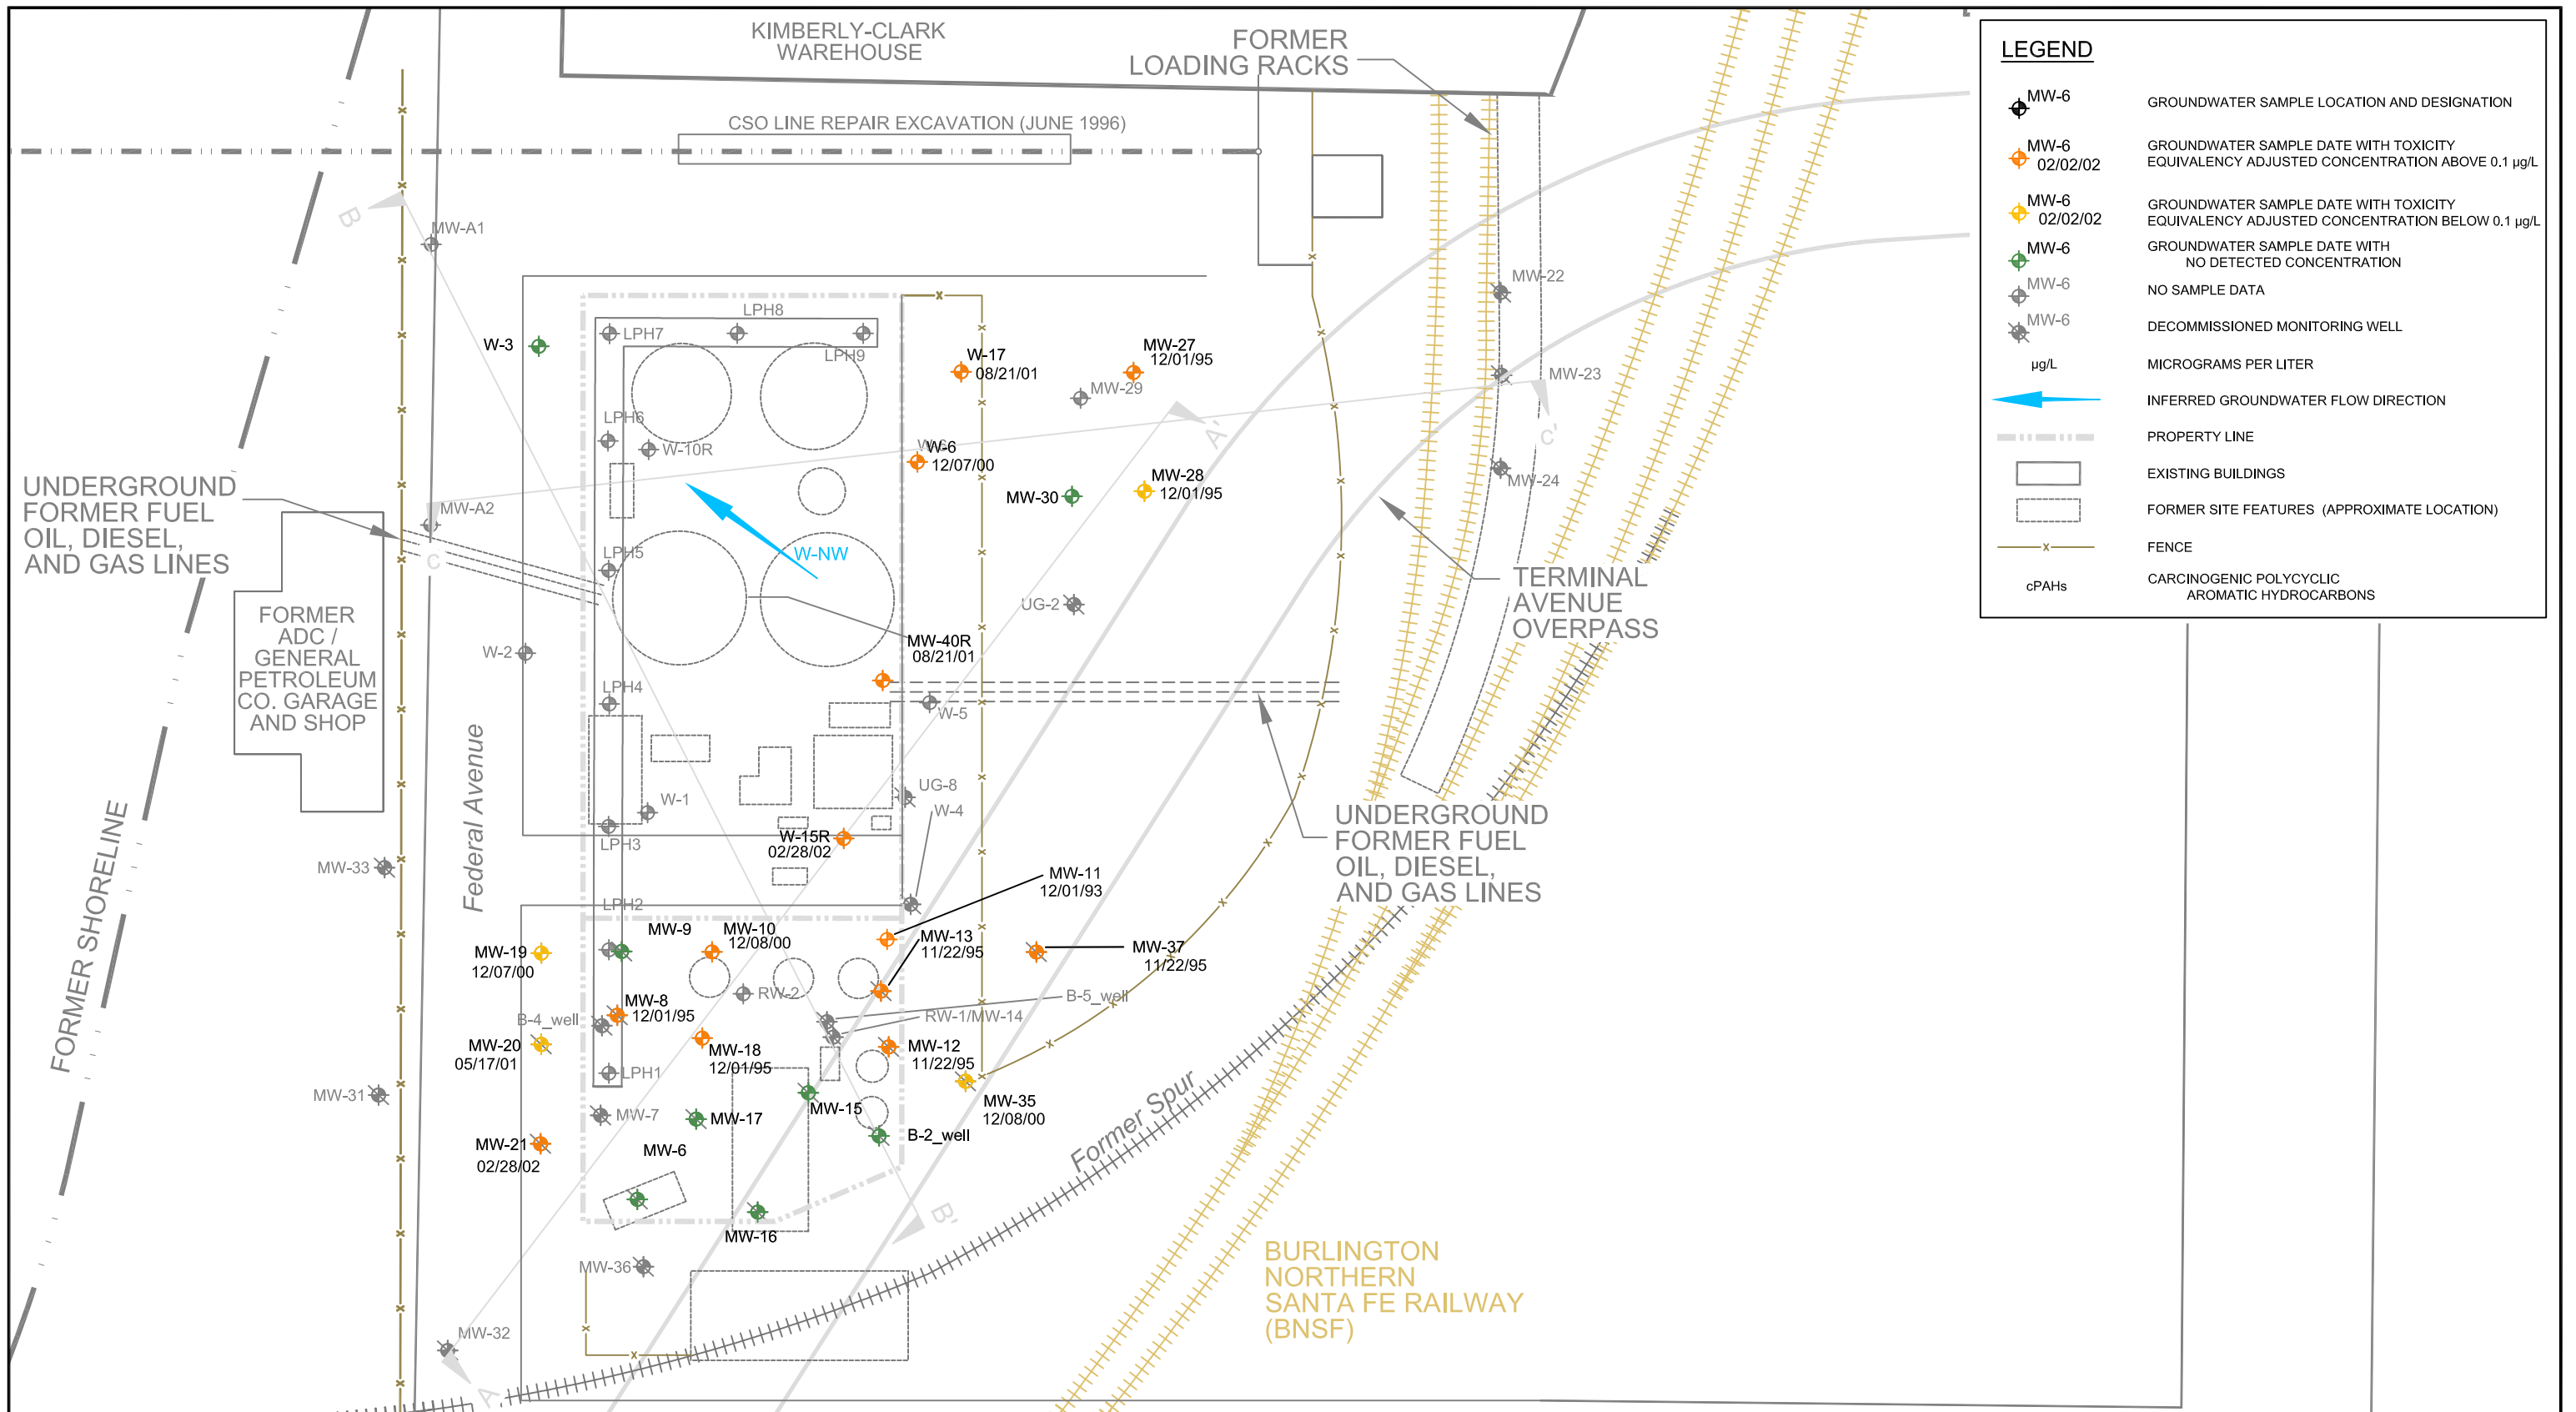 KIMBERLY-CLARK
WAREHOUSE
FORMER
LOADING RACKS
CSO LINE REPAIR EXCAVATION (JUNE 1996)
LEGEND
MW-6
GROUNDWATER SAMPLE LOCATION AND DESIGNATION
MW-6
02/02/02
GROUNDWATER SAMPLE DATE WITH TOXICITY
EQUIVALENCY ADJUSTED CONCENTRATION ABOVE 0.1 µg/L
MW-6
02/02/02
GROUNDWATER SAMPLE DATE WITH TOXICITY
EQUIVALENCY ADJUSTED CONCENTRATION BELOW 0.1 µg/L
MW-6
GROUNDWATER SAMPLE DATE WITH
NO DETECTED CONCENTRATION
MW-6
NO SAMPLE DATA
MW-6
DECOMMISSIONED MONITORING WELL
µg/L
MICROGRAMS PER LITER
INFERRED GROUNDWATER FLOW DIRECTION
PROPERTY LINE
EXISTING BUILDINGS
FORMER SITE FEATURES (APPROXIMATE LOCATION)
FENCE
cPAHs
CARCINOGENIC POLYCYCLIC
AROMATIC HYDROCARBONS
B
MW-A1
MW-22
LPH8
LPH7
LPH9
W-3
W-17
08/21/01
MW-27
12/01/95
MW-29
MW-23
LPH6
W-10R
A'
C'
W-6
12/07/00
MW-28
12/01/95
MW-30
MW-24
UNDERGROUND
FORMER FUEL
OIL, DIESEL,
AND GAS LINES
MW-A2
C
LPH5
W-NW
UG-2
TERMINAL
AVENUE
OVERPASS
FORMER
ADC /
GENERAL
PETROLEUM
CO. GARAGE
AND SHOP
W-2
MW-40R
08/21/01
LPH4
W-5
Federal Avenue
FORMER SHORELINE
UG-8
W-4
W-1
W-15R
02/28/02
LPH3
UNDERGROUND
FORMER FUEL
OIL, DIESEL,
AND GAS LINES
MW-33
MW-11
12/01/93
LPH2
MW-9
MW-10
12/08/00
MW-13
11/22/95
MW-37
11/22/95
MW-19
12/07/00
RW-2
B-5_well
MW-8
12/01/95
B-4_well
RW-1/MW-14
MW-20
05/17/01
MW-18
12/01/95
MW-12
11/22/95
LPH1
MW-31
MW-7
MW-17
MW-15
MW-35
12/08/00
B-2_well
MW-21
02/28/02
MW-6
Former Spur
MW-16
B'
MW-36
BURLINGTON
NORTHERN
SANTA FE RAILWAY
(BNSF)
MW-32
A